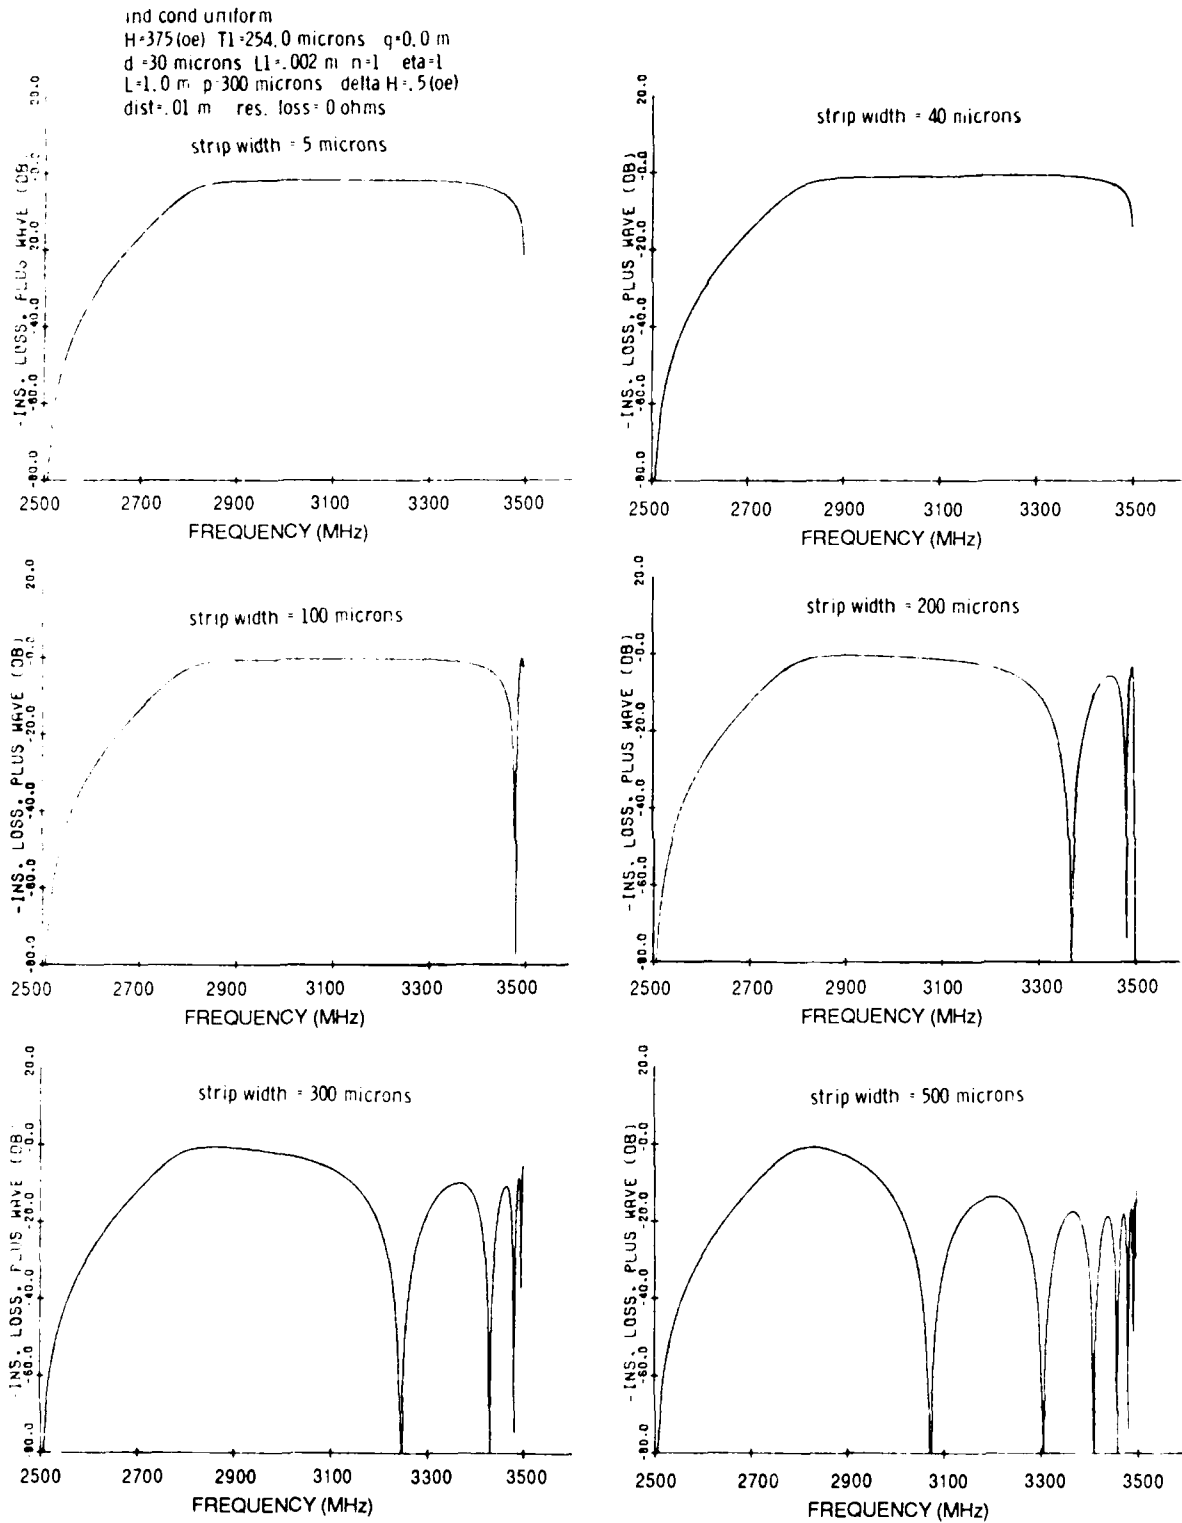 ind cond uniform
H=375(oe) T1=254.0 microns q=0.0 m
d =30 microns L1=.002 m n=1 eta=1
L=1.0 m p=300 microns delta H=.5(oe)
dist=.01 m res. loss= 0 ohms
strip width = 5 microns
-INS. LOSS, PLUS WAVE (DB)
20.0
-0.0
-20.0
-40.0
-60.0
-80.0
2500 2700 2900 3100 3300 3500
FREQUENCY (MHz)
strip width = 40 microns
-INS. LOSS, PLUS WAVE (DB)
20.0
-0.0
-20.0
-40.0
-60.0
-80.0
2500 2700 2900 3100 3300 3500
FREQUENCY (MHz)
strip width = 100 microns
-INS. LOSS, PLUS WAVE (DB)
20.0
-0.0
-20.0
-40.0
-60.0
-80.0
2500 2700 2900 3100 3300 3500
FREQUENCY (MHz)
strip width = 200 microns
-INS. LOSS, PLUS WAVE (DB)
20.0
-0.0
-20.0
-40.0
-60.0
-80.0
2500 2700 2900 3100 3300 3500
FREQUENCY (MHz)
strip width = 300 microns
-INS. LOSS, PLUS WAVE (DB)
20.0
-0.0
-20.0
-40.0
-60.0
-80.0
2500 2700 2900 3100 3300 3500
FREQUENCY (MHz)
strip width = 500 microns
-INS. LOSS, PLUS WAVE (DB)
20.0
-0.0
-20.0
-40.0
-60.0
-80.0
2500 2700 2900 3100 3300 3500
FREQUENCY (MHz)